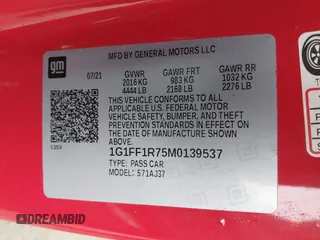 gm
MFD BY GENERAL MOTORS LLC
07/21 GVWR GAWR FRT GAWR RR
2016 KG 983 KG 1032 KG
4444 LB 2168 LB 2276 LB
THIS VEHICLE CONFORMS TO ALL
APPLICABLE U.S. FEDERAL MOTOR
VEHICLE SAFETY, BUMPER, AND THEFT
PREVENTION STANDARDS IN EFFECT
ON THE DATE OF MANUFACTURE
SHOWN ABOVE.
1G1FF1R75M0139537
TYPE: PASS CAR
MODEL: 571AJ37
DREAMBID